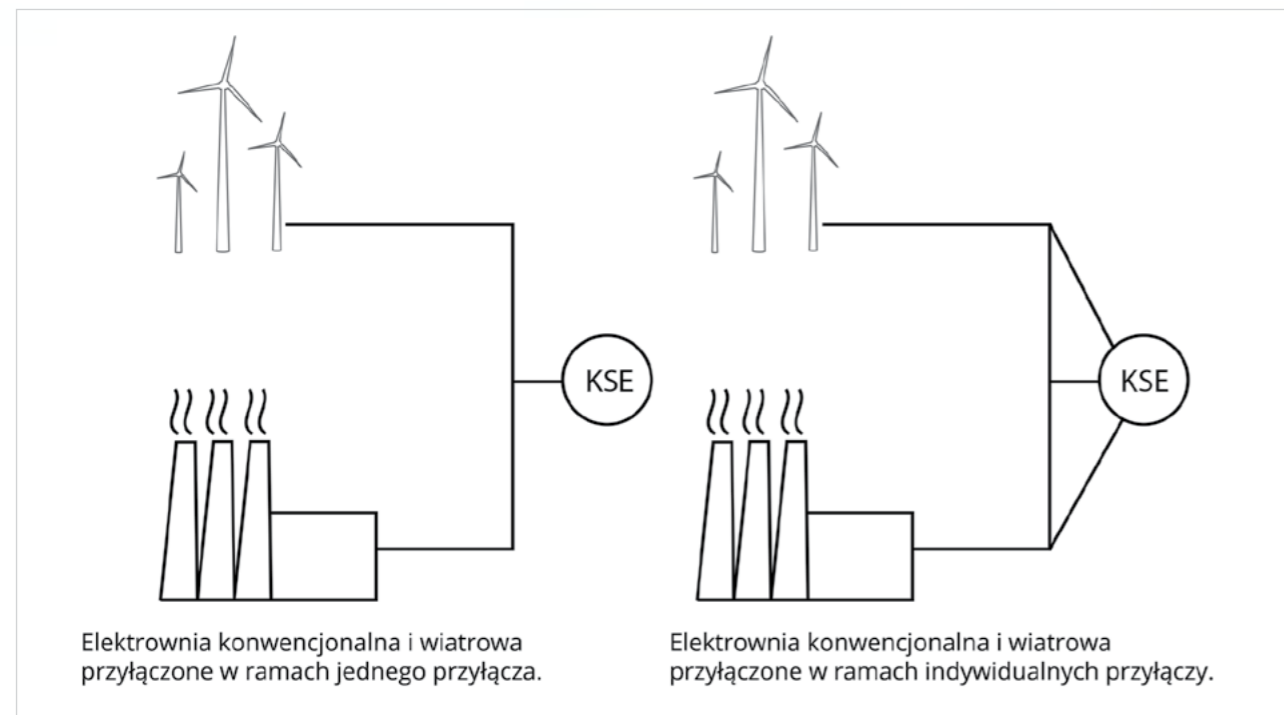 KSE
KSE
Elektrownia konwencjonalna i wiatrowa
przyłączone w ramach jednego przyłącza.
Elektrownia konwencjonalna i wiatrowa
przyłączone w ramach indywidualnych przyłączy.